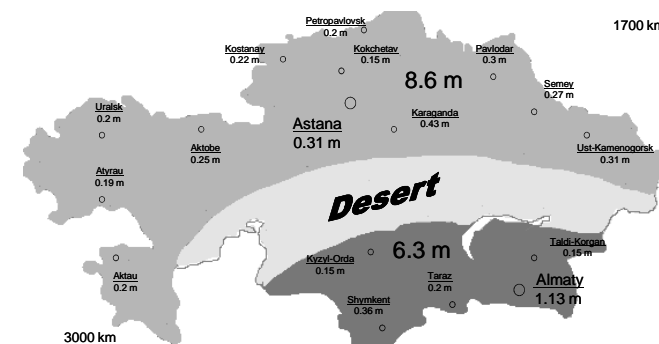 Petropavlovsk
0.2 m
1700 km
Kostanay
0.22 m
Kokchetav
0.15 m
Pavlodar
0.3 m
8.6 m
Semey
0.27 m
Uralsk
0.2 m
Astana
0.31 m
Karaganda
0.43 m
Aktobe
0.25 m
Ust-Kamenogorsk
0.31 m
Atyrau
0.19 m
Desert
6.3 m
Taldi-Korgan
0.15 m
Kyzyl-Orda
0.15 m
Aktau
0.2 m
Taraz
0.2 m
Almaty
1.13 m
Shymkent
0.36 m
3000 km